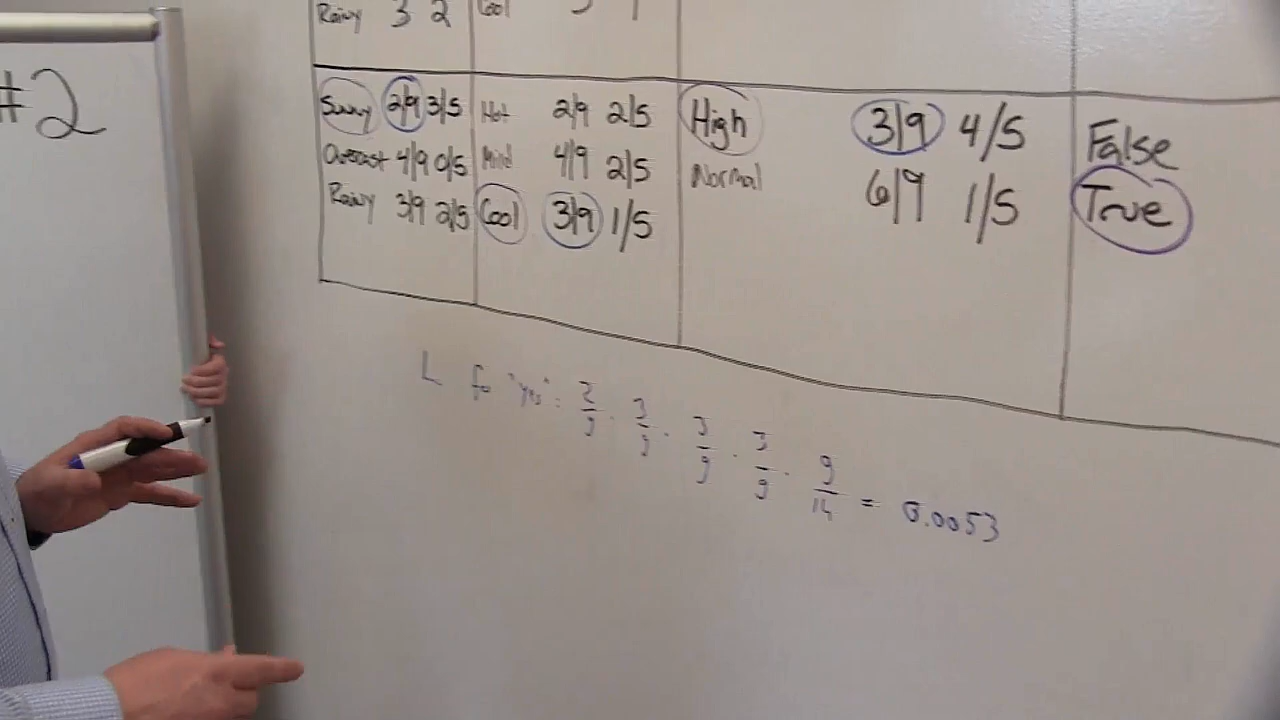 Rainy 3 2 Cool
#2
Sunny 2/9 3/5 Hot 2/9 2/5 High 3/9 4/5 False
Overcast 4/9 0/5 Mild 4/9 2/5 Normal 6/9 1/5 True
Rainy 3/9 2/5 Cool 3/9 1/5
L for "yes": 2/9 · 3/9 · 3/9 · 3/9 · 9/14 = 0.0053